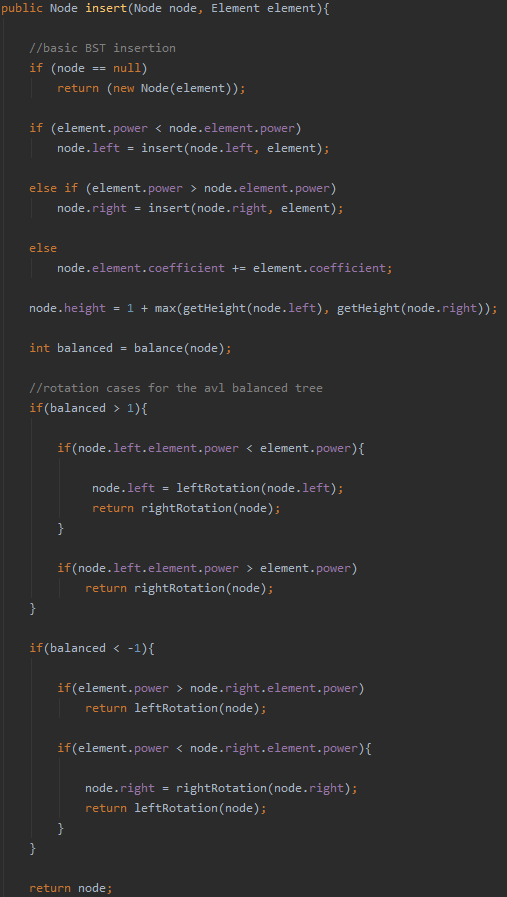 public Node insert(Node node, Element element){
//basic BST insertion
if (node == null)
return (new Node(element));
if (element.power < node.element.power)
node.left = insert(node.left, element);
else if (element.power > node.element.power)
node.right = insert(node.right, element);
else
node.element.coefficient += element.coefficient;
node.height = 1 + max(getHeight(node.left), getHeight(node.right));
int balanced = balance(node);
//rotation cases for the avl balanced tree
if(balanced > 1){
if(node.left.element.power < element.power){
node.left = leftRotation(node.left);
return rightRotation(node);
}
if(node.left.element.power > element.power)
return rightRotation(node);
}
if(balanced < -1){
if(element.power > node.right.element.power)
return leftRotation(node);
if(element.power < node.right.element.power){
node.right = rightRotation(node.right);
return leftRotation(node);
}
}
return node;